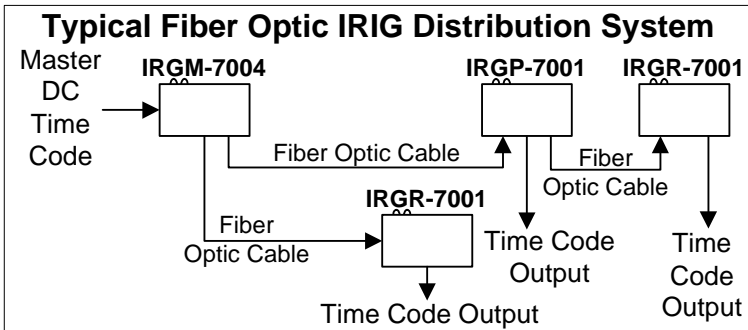 Typical Fiber Optic IRIG Distribution System
Master
DC
Time
Code
IRGM-7004
IRGP-7001
IRGR-7001
Fiber Optic Cable
Fiber
Optic Cable
IRGR-7001
Fiber
Optic Cable
Time Code
Output
Time
Code
Output
Time Code Output